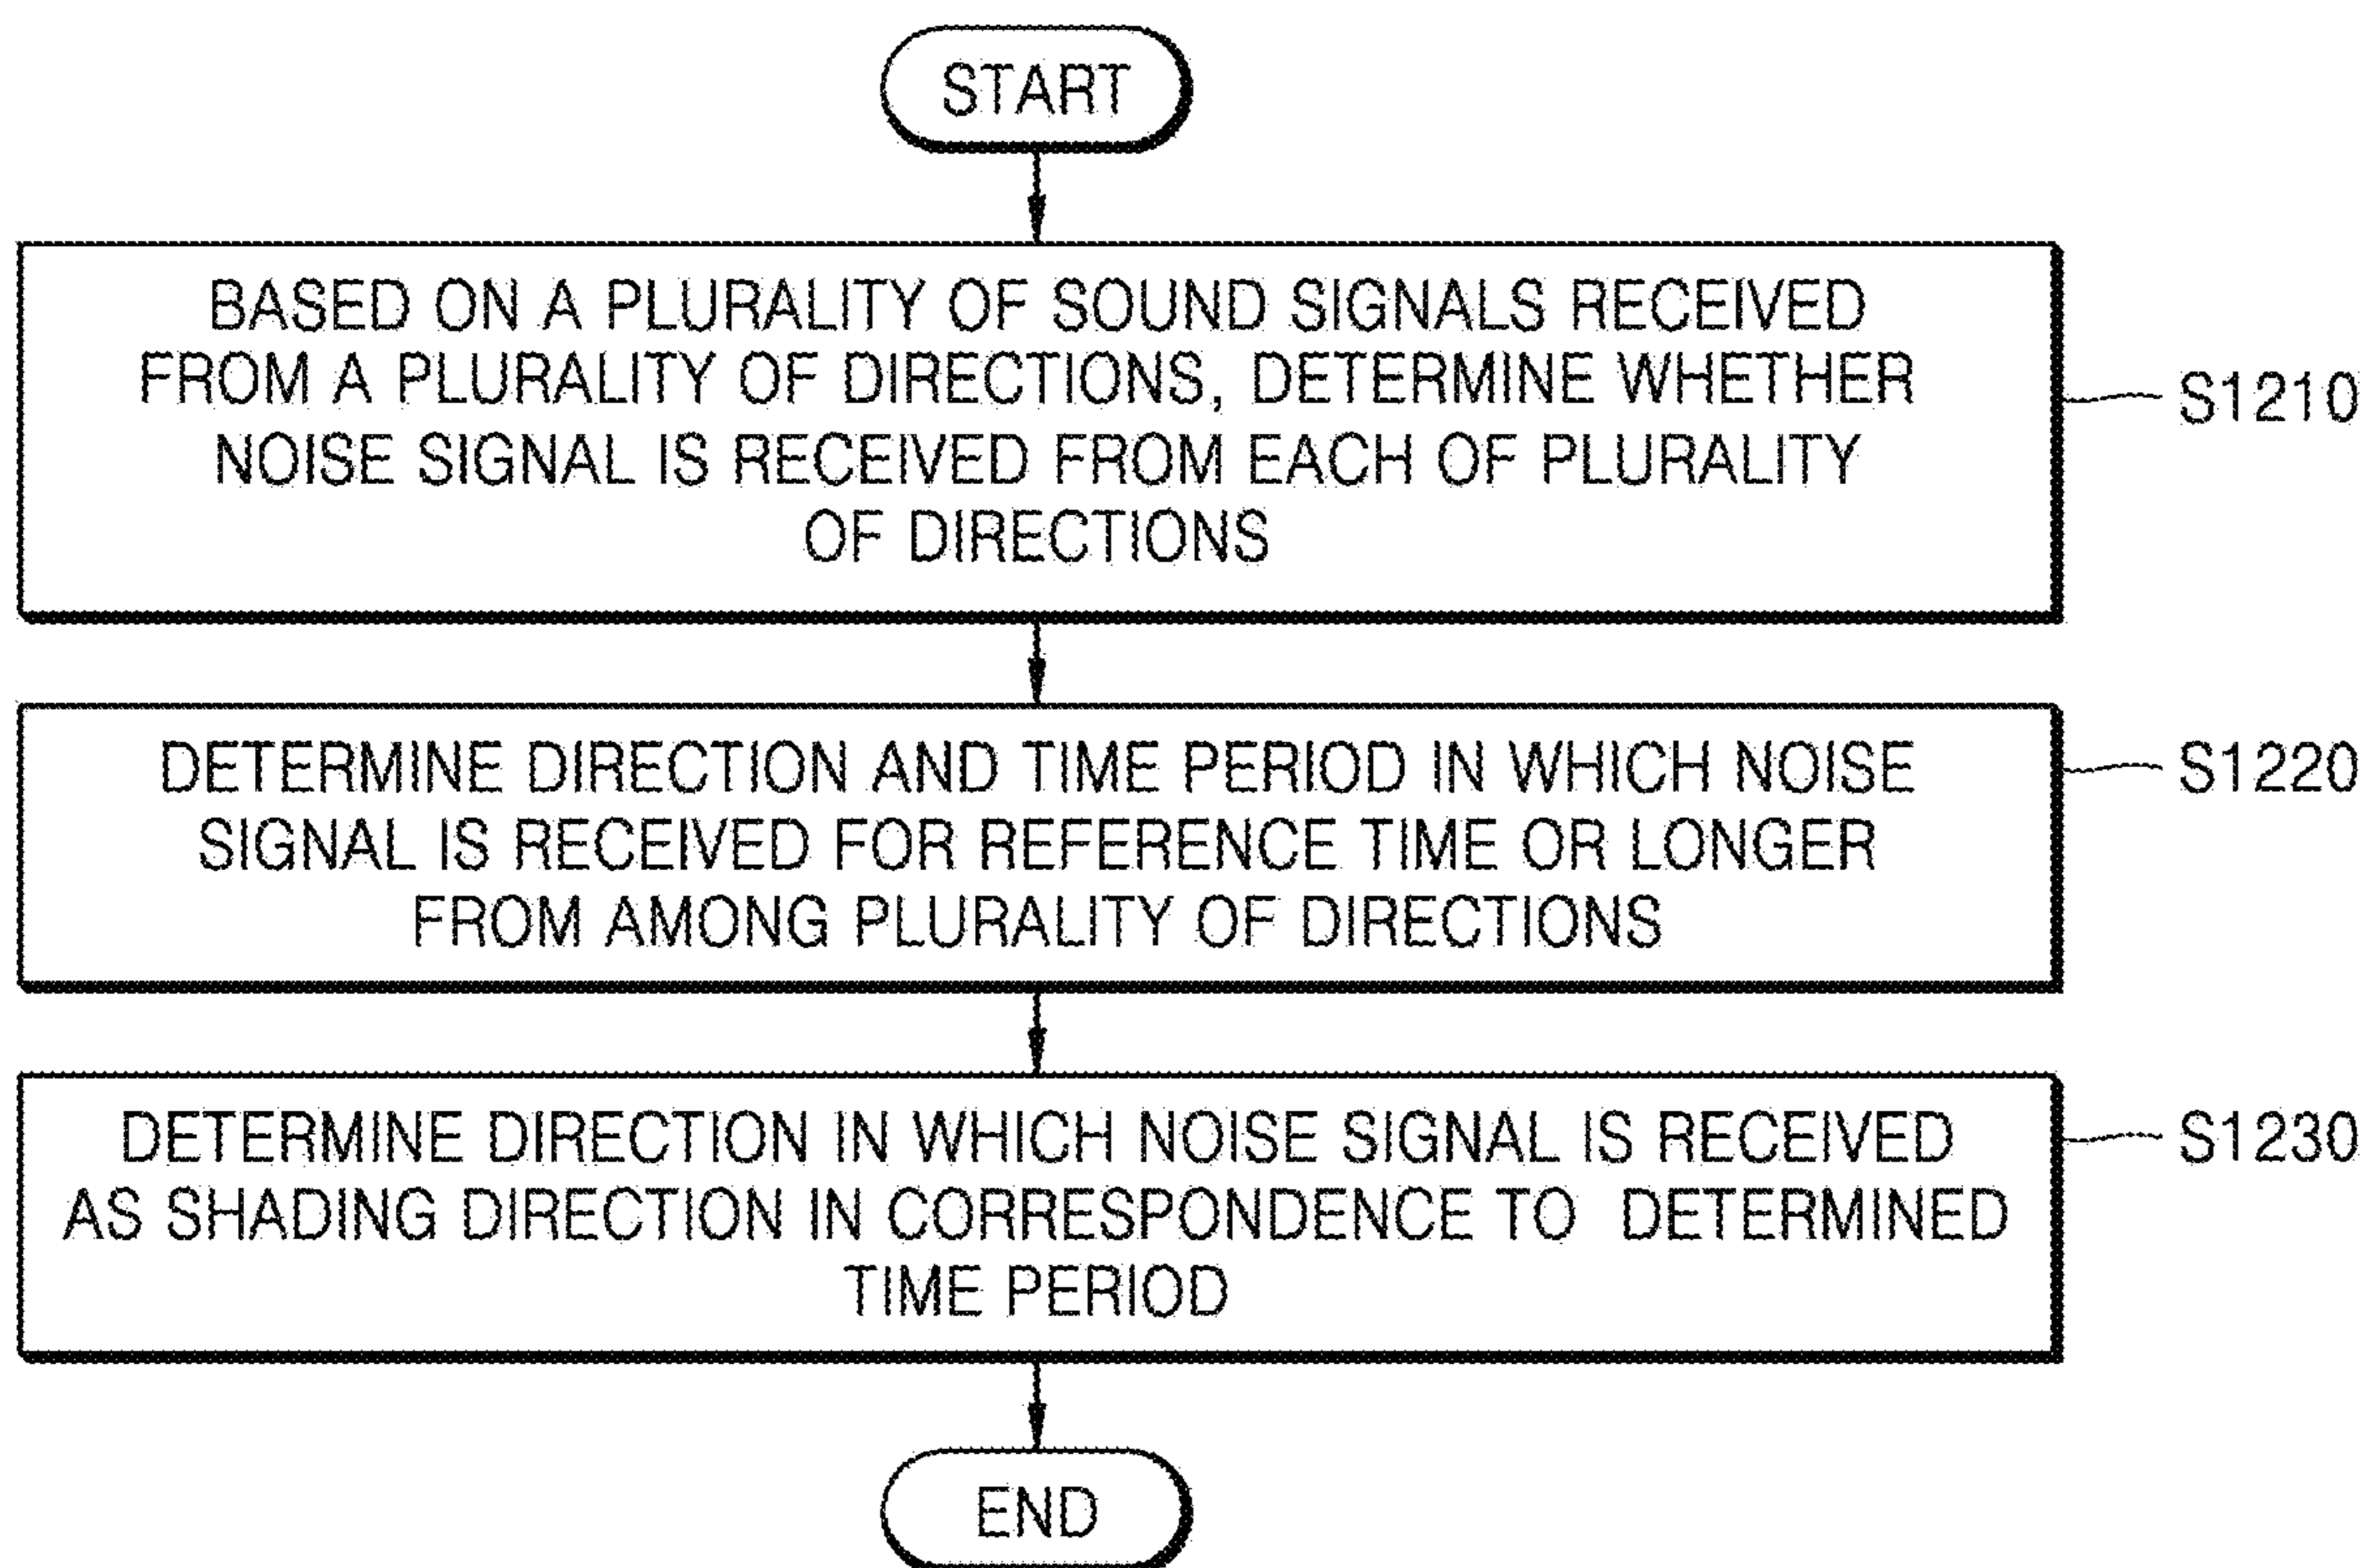 START
BASED ON A PLURALITY OF SOUND SIGNALS RECEIVED
FROM A PLURALITY OF DIRECTIONS, DETERMINE WHETHER
NOISE SIGNAL IS RECEIVED FROM EACH OF PLURALITY
OF DIRECTIONS
S1210
DETERMINE DIRECTION AND TIME PERIOD IN WHICH NOISE
SIGNAL IS RECEIVED FOR REFERENCE TIME OR LONGER
FROM AMONG PLURALITY OF DIRECTIONS
S1220
DETERMINE DIRECTION IN WHICH NOISE SIGNAL IS RECEIVED
AS SHADING DIRECTION IN CORRESPONDENCE TO DETERMINED
TIME PERIOD
S1230
END